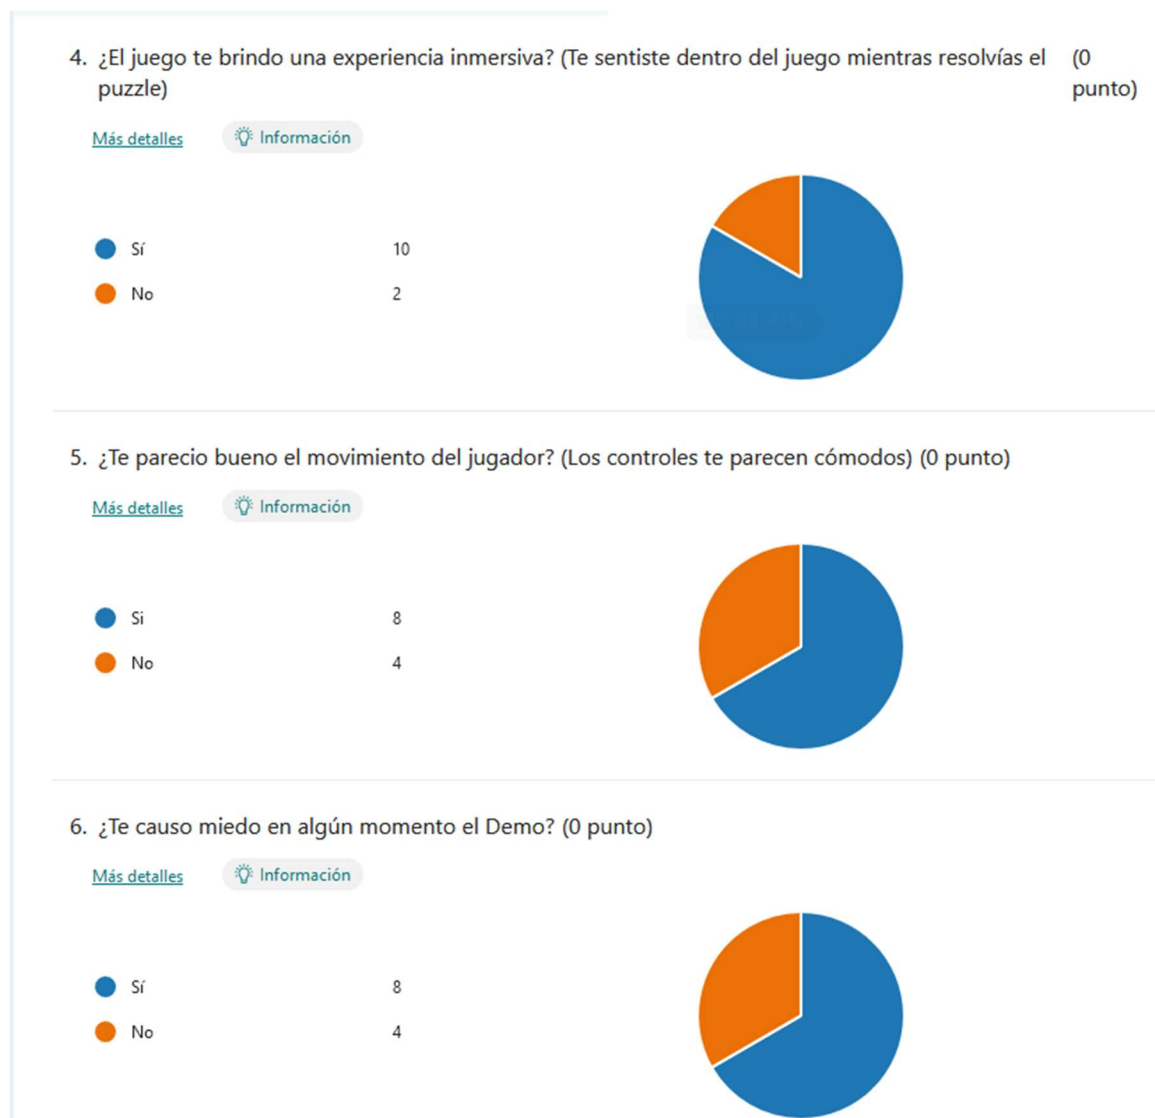 4. ¿El juego te brindo una experiencia inmersiva? (Te sentiste dentro del juego mientras resolvías el (0
puzzle) punto)
Más detalles Información
Sí 10
No 2
5. ¿Te parecio bueno el movimiento del jugador? (Los controles te parecen cómodos) (0 punto)
Más detalles Información
Si 8
No 4
6. ¿Te causo miedo en algún momento el Demo? (0 punto)
Más detalles Información
Sí 8
No 4